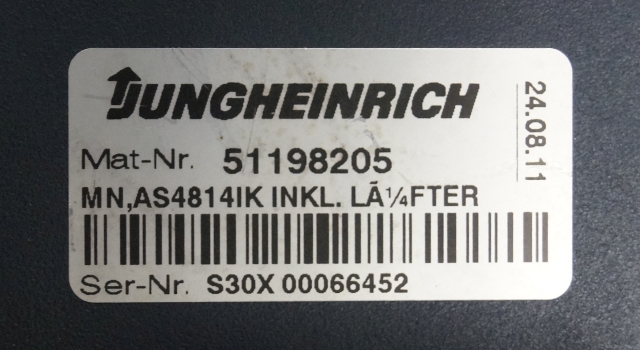 JUNGHEINRICH
Mat-Nr. 51198205
MN,AS4814IK INKL. LÃ¼FTER
Ser-Nr. S30X 00066452
24.08.11